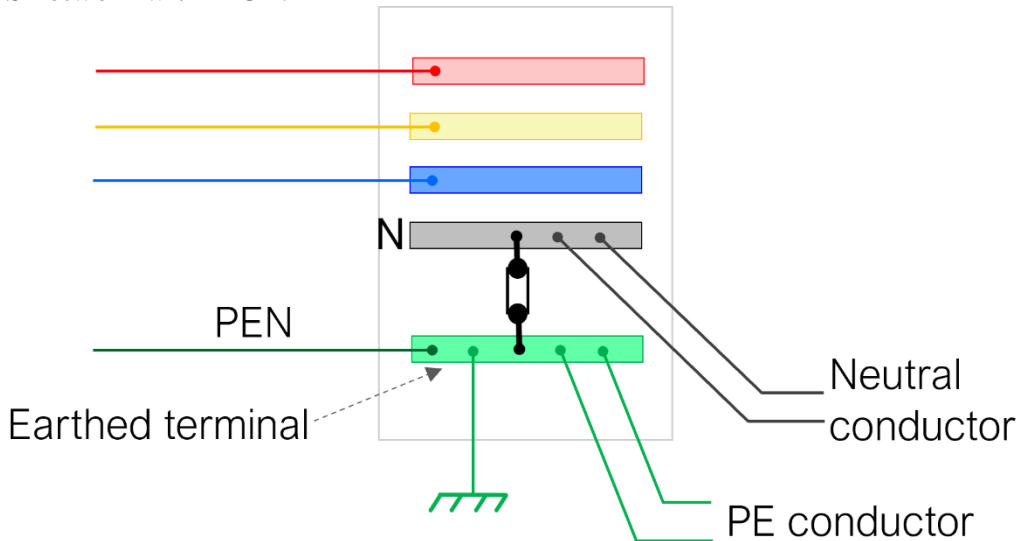 N
PEN
Earthed terminal
Neutral
conductor
PE conductor